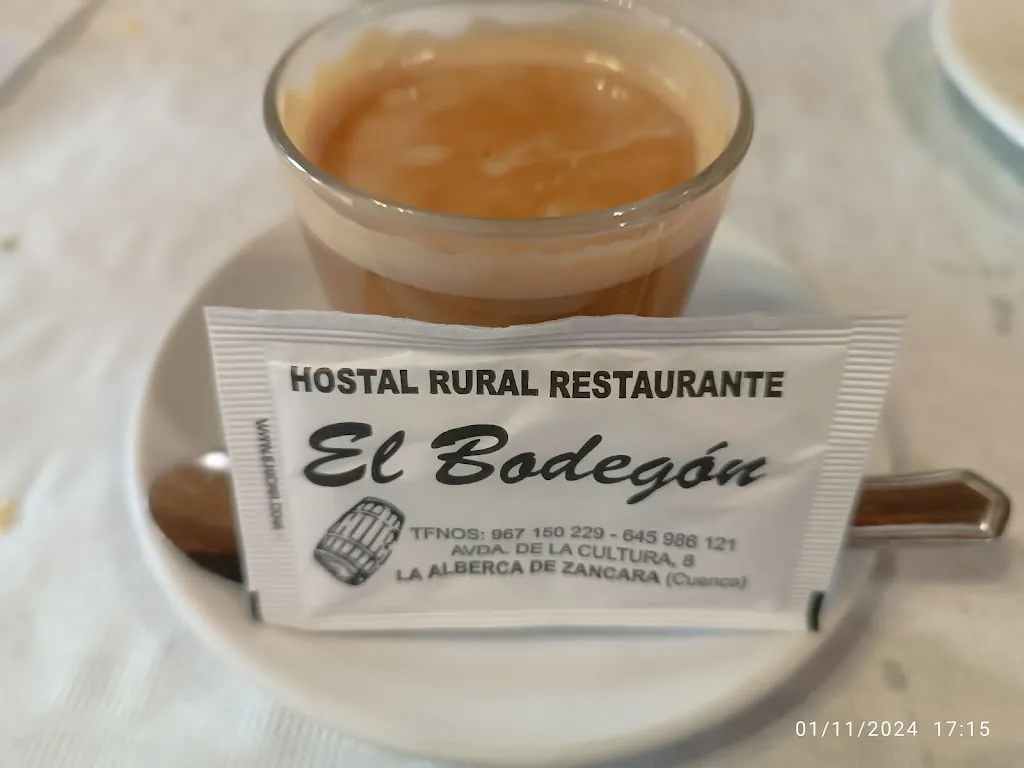 HOSTAL RURAL RESTAURANTE
El Bodegón
TFNOS: 967 150 229 - 645 986 121
AVDA. DE LA CULTURA, 8
LA ALBERCA DE ZANCARA (Cuenca)
01/11/2024 17:15